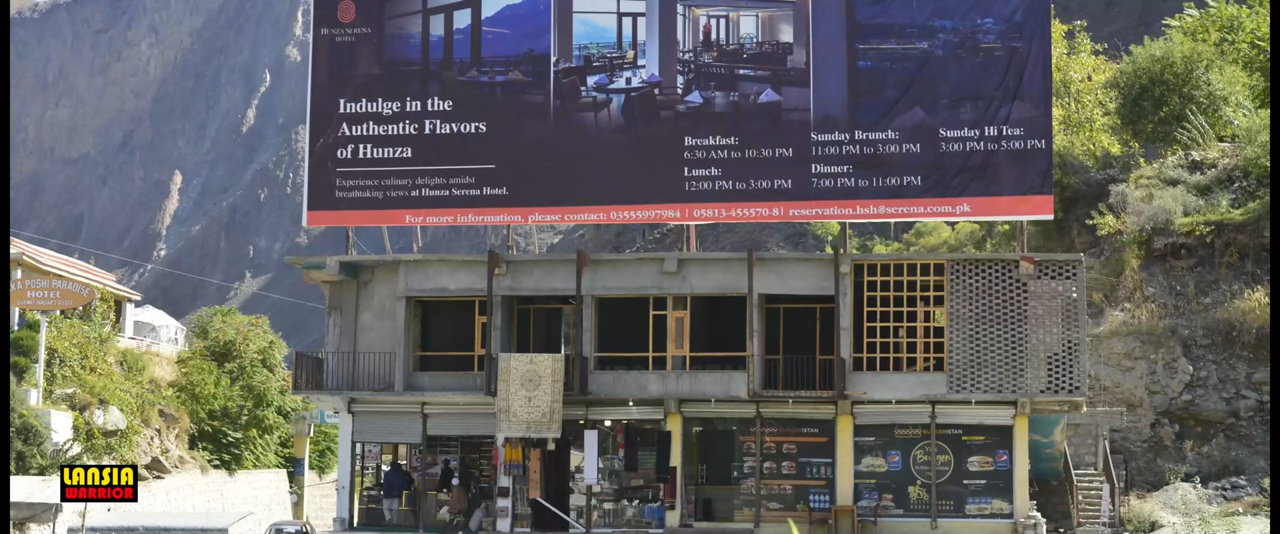 HUNZA SERENA
HOTEL
Indulge in the
Authentic Flavors
of Hunza
Experience culinary delights amidst
breathtaking views at Hunza Serena Hotel.
Breakfast:
6:30 AM to 10:30 PM
Lunch:
12:00 PM to 3:00 PM
Sunday Brunch:
11:00 PM to 3:00 PM
Dinner:
7:00 PM to 11:00 PM
Sunday Hi Tea:
3:00 PM to 5:00 PM
For more information, please contact: 03555997984 | 05813-455570-8| reservation.hsh@serena.com.pk
KA POSHI PARADISE
HOTEL
LANSIA
WARRIOR